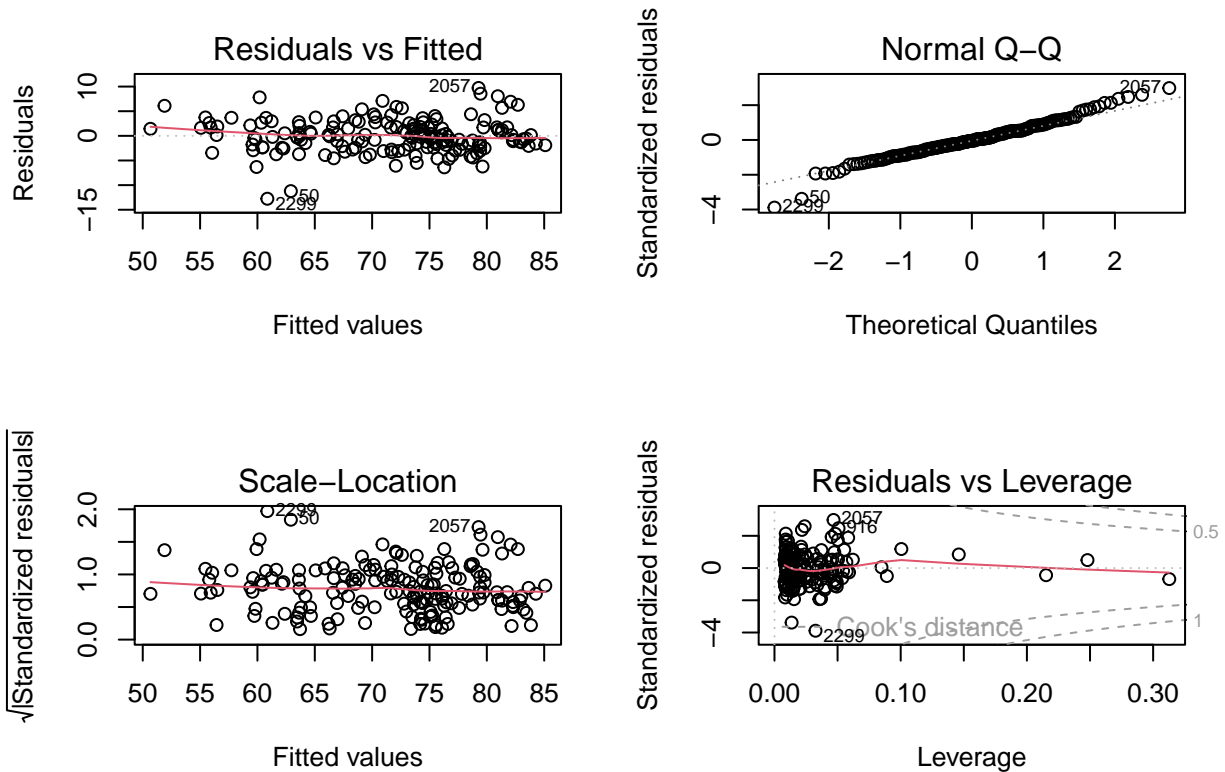 Residuals vs Fitted
Residuals
10
0
−15
2057
50
2299
50 55 60 65 70 75 80 85
Fitted values
Normal Q−Q
Standardized residuals
0
−4
2057
50
2299
−2 −1 0 1 2
Theoretical Quantiles
Scale−Location
√|Standardized residuals|
2.0
1.0
0.0
2299
50
2057
50 55 60 65 70 75 80 85
Fitted values
Residuals vs Leverage
Standardized residuals
0
−4
2057
916
0.5
1
Cook's distance
2299
0.00 0.10 0.20 0.30
Leverage